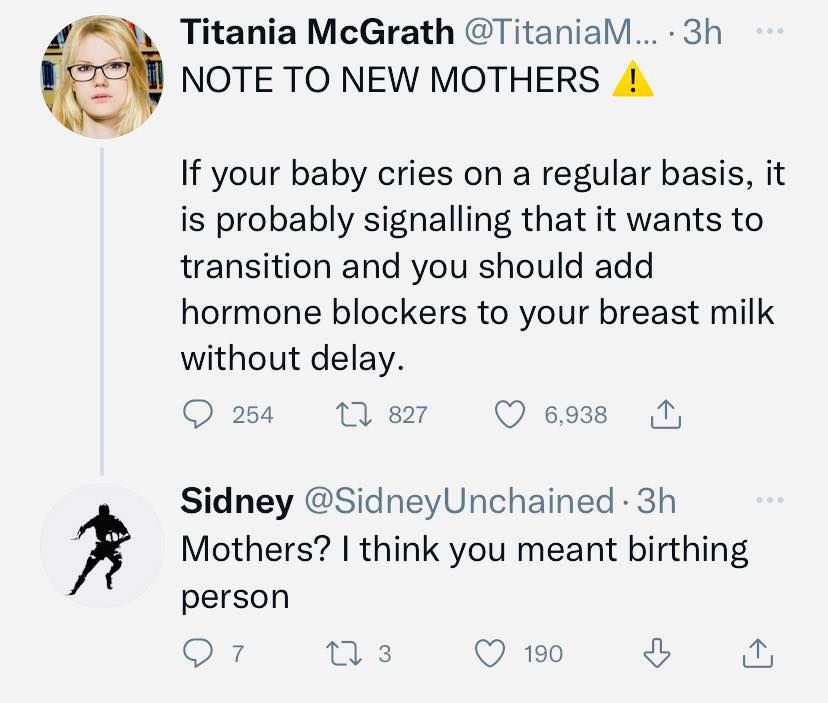 Titania McGrath @TitaniaM... · 3h
NOTE TO NEW MOTHERS ⚠️
If your baby cries on a regular basis, it
is probably signalling that it wants to
transition and you should add
hormone blockers to your breast milk
without delay.
254 827 6,938
Sidney @SidneyUnchained · 3h
Mothers? I think you meant birthing
person
7 3 190